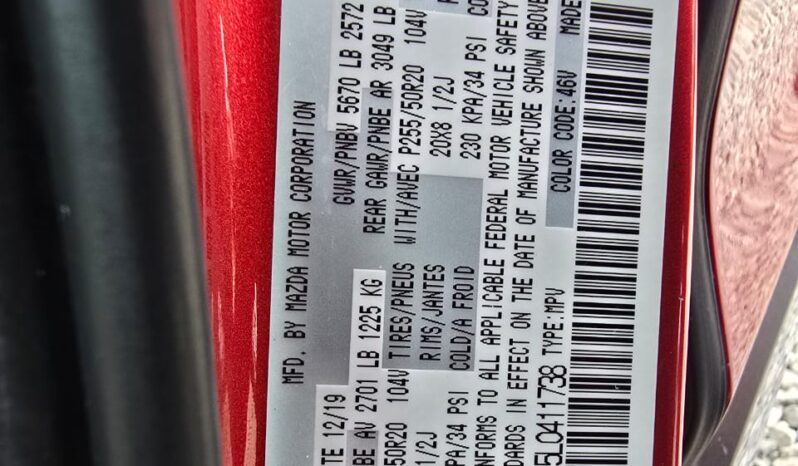 MFD. BY MAZDA MOTOR CORPORATION
TE 12/19 GVWR/PNBV 5670 LB 2572
BE AV 2701 LB 1225 KG REAR GAWR/PNBE AR 3049 LB
50R20 104V TIRES/PNEUS WITH/AVEC P255/50R20 104V
1/2J RIMS/JANTES 20X8 1/2J
PA/34 PSI COLD/A FROID 230 KPA/34 PSI CO
NFORMS TO ALL APPLICABLE FEDERAL MOTOR VEHICLE SAFETY
DARDS IN EFFECT ON THE DATE OF MANUFACTURE SHOWN ABOVE
5L0411738 TYPE:MPV COLOR CODE:46V MADE